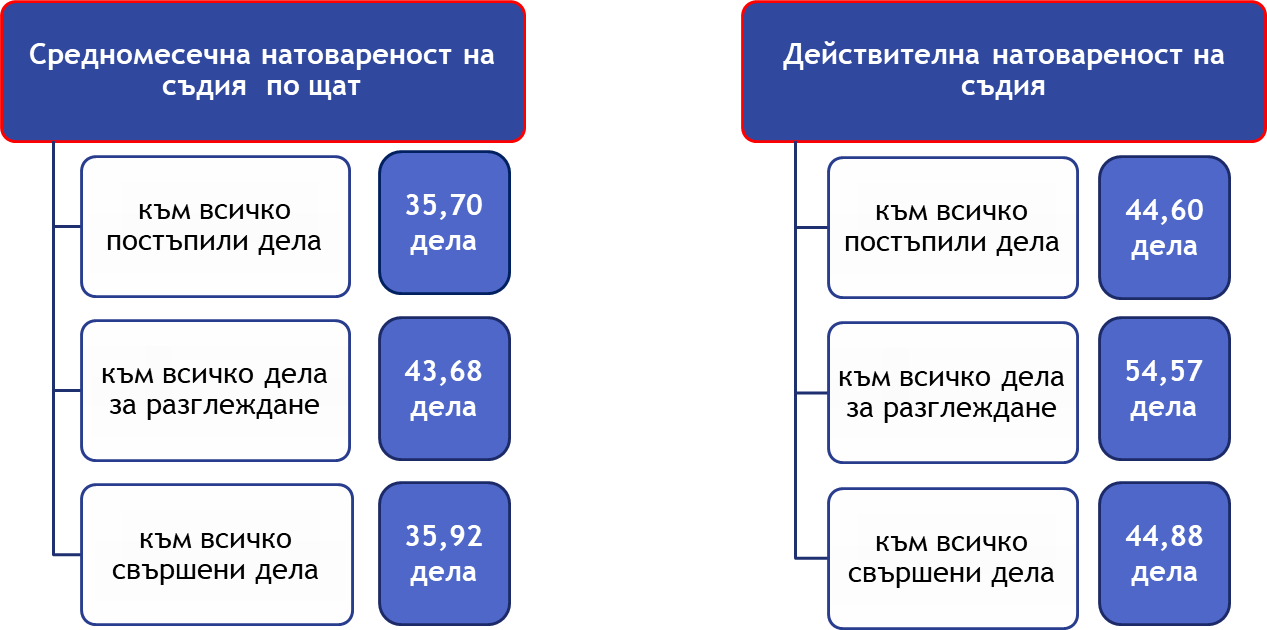 Средномесечна натовареност на
съдия по щат
към всичко
постъпили дела
35,70
дела
към всичко дела
за разглеждане
43,68
дела
към всичко
свършени дела
35,92
дела
Действителна натовареност на
съдия
към всичко
постъпили дела
44,60
дела
към всичко дела
за разглеждане
54,57
дела
към всичко
свършени дела
44,88
дела